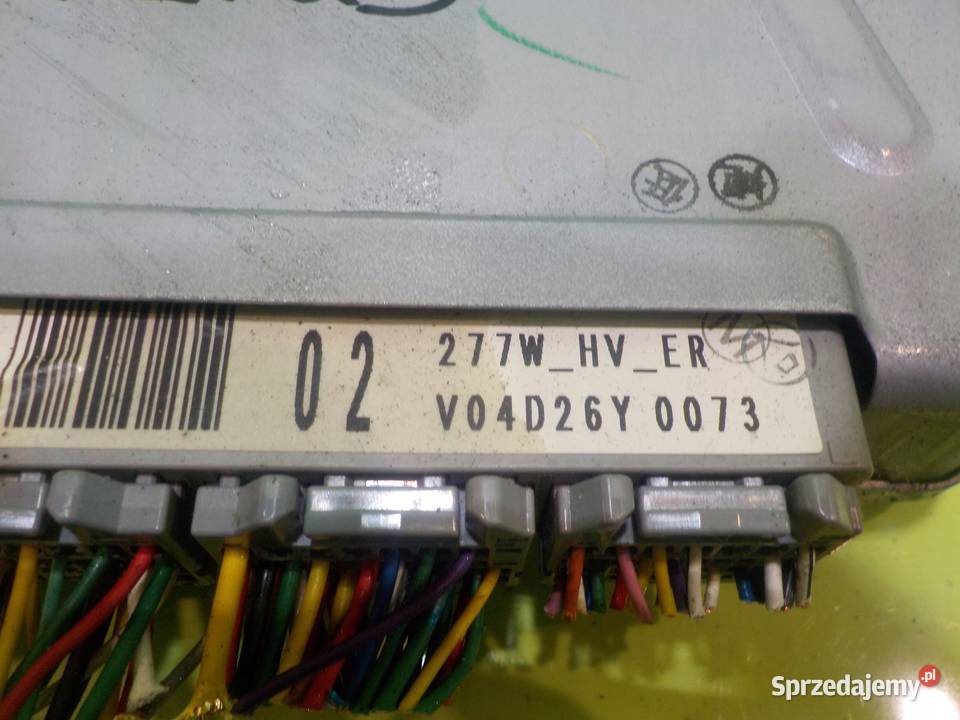 02
277W_HV_ER
V04D26Y 0073
Sprzedajemy.pl